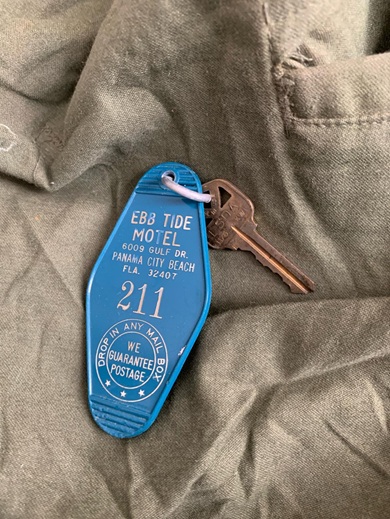 EBB TIDE
MOTEL
6009 GULF DR.
PANAMA CITY BEACH
FLA. 32407
211
DROP IN ANY MAIL BOX
WE
GUARANTEE
POSTAGE